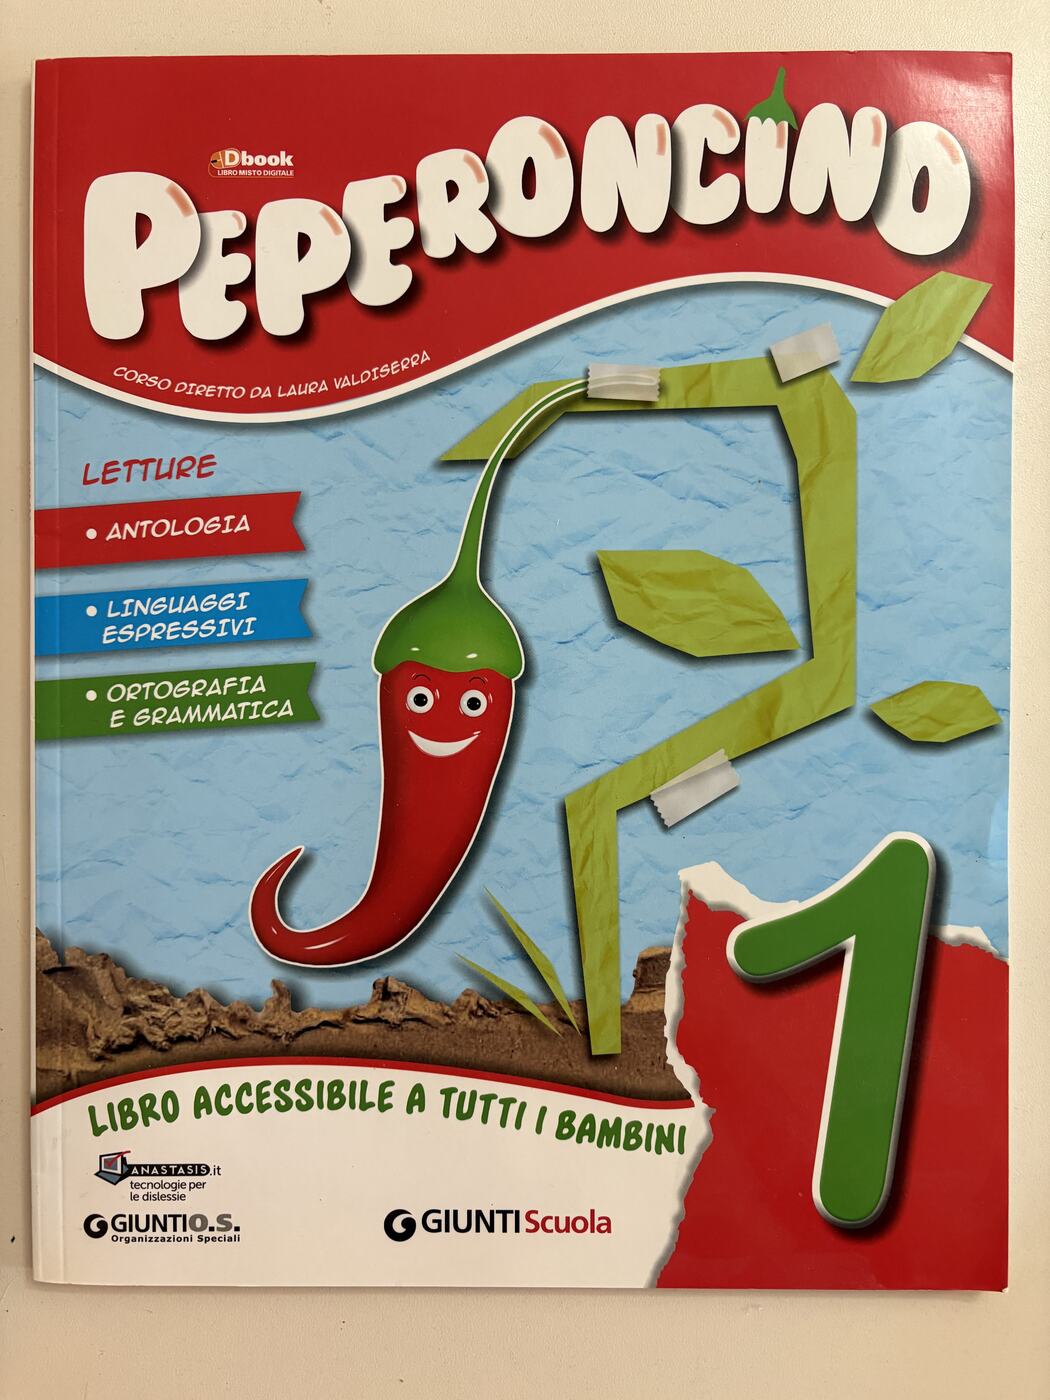 Dbook
LIBRO MISTO DIGITALE
PEPERONCINO
CORSO DIRETTO DA LAURA VALDISERRA
LETTURE
• ANTOLOGIA
• LINGUAGGI
ESPRESSIVI
• ORTOGRAFIA
E GRAMMATICA
1
LIBRO ACCESSIBILE A TUTTI I BAMBINI
ANASTASIS.it
tecnologie per
le dislessie
GIUNTI O.S.
Organizzazioni Speciali
GIUNTI Scuola